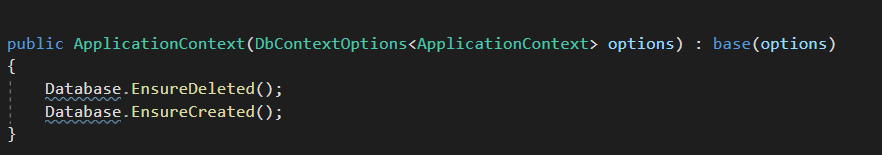 public ApplicationContext(DbContextOptions<ApplicationContext> options) : base(options)
{
Database.EnsureDeleted();
Database.EnsureCreated();
}